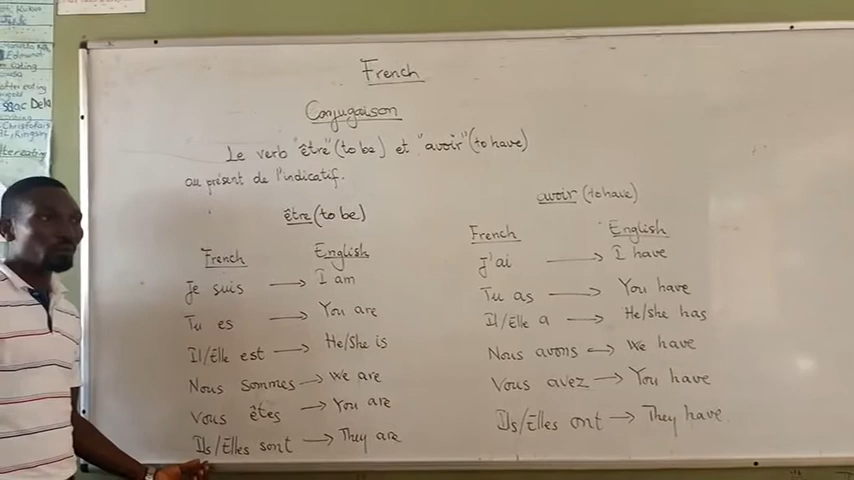 French
Conjugaison
Le verb "être" (to be) et "avoir" (to have)
au présent de l'indicatif.
être (to be)
French English
Je suis → I am
Tu es → You are
Il/Elle est → He/She is
Nous sommes → We are
Vous êtes → You are
Ils/Elles sont → They are
avoir (to have)
French English
J'ai → I have
Tu as → You have
Il/Elle a → He/She has
Nous avons → We have
Vous avez → You have
Ils/Elles ont → They have